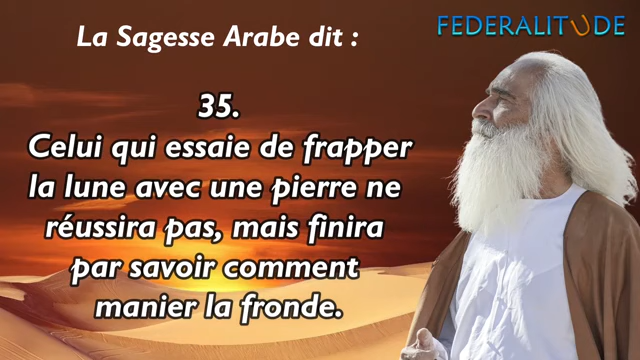 La Sagesse Arabe dit :
FEDERALITUDE
35.
Celui qui essaie de frapper
la lune avec une pierre ne
réussira pas, mais finira
par savoir comment
manier la fronde.